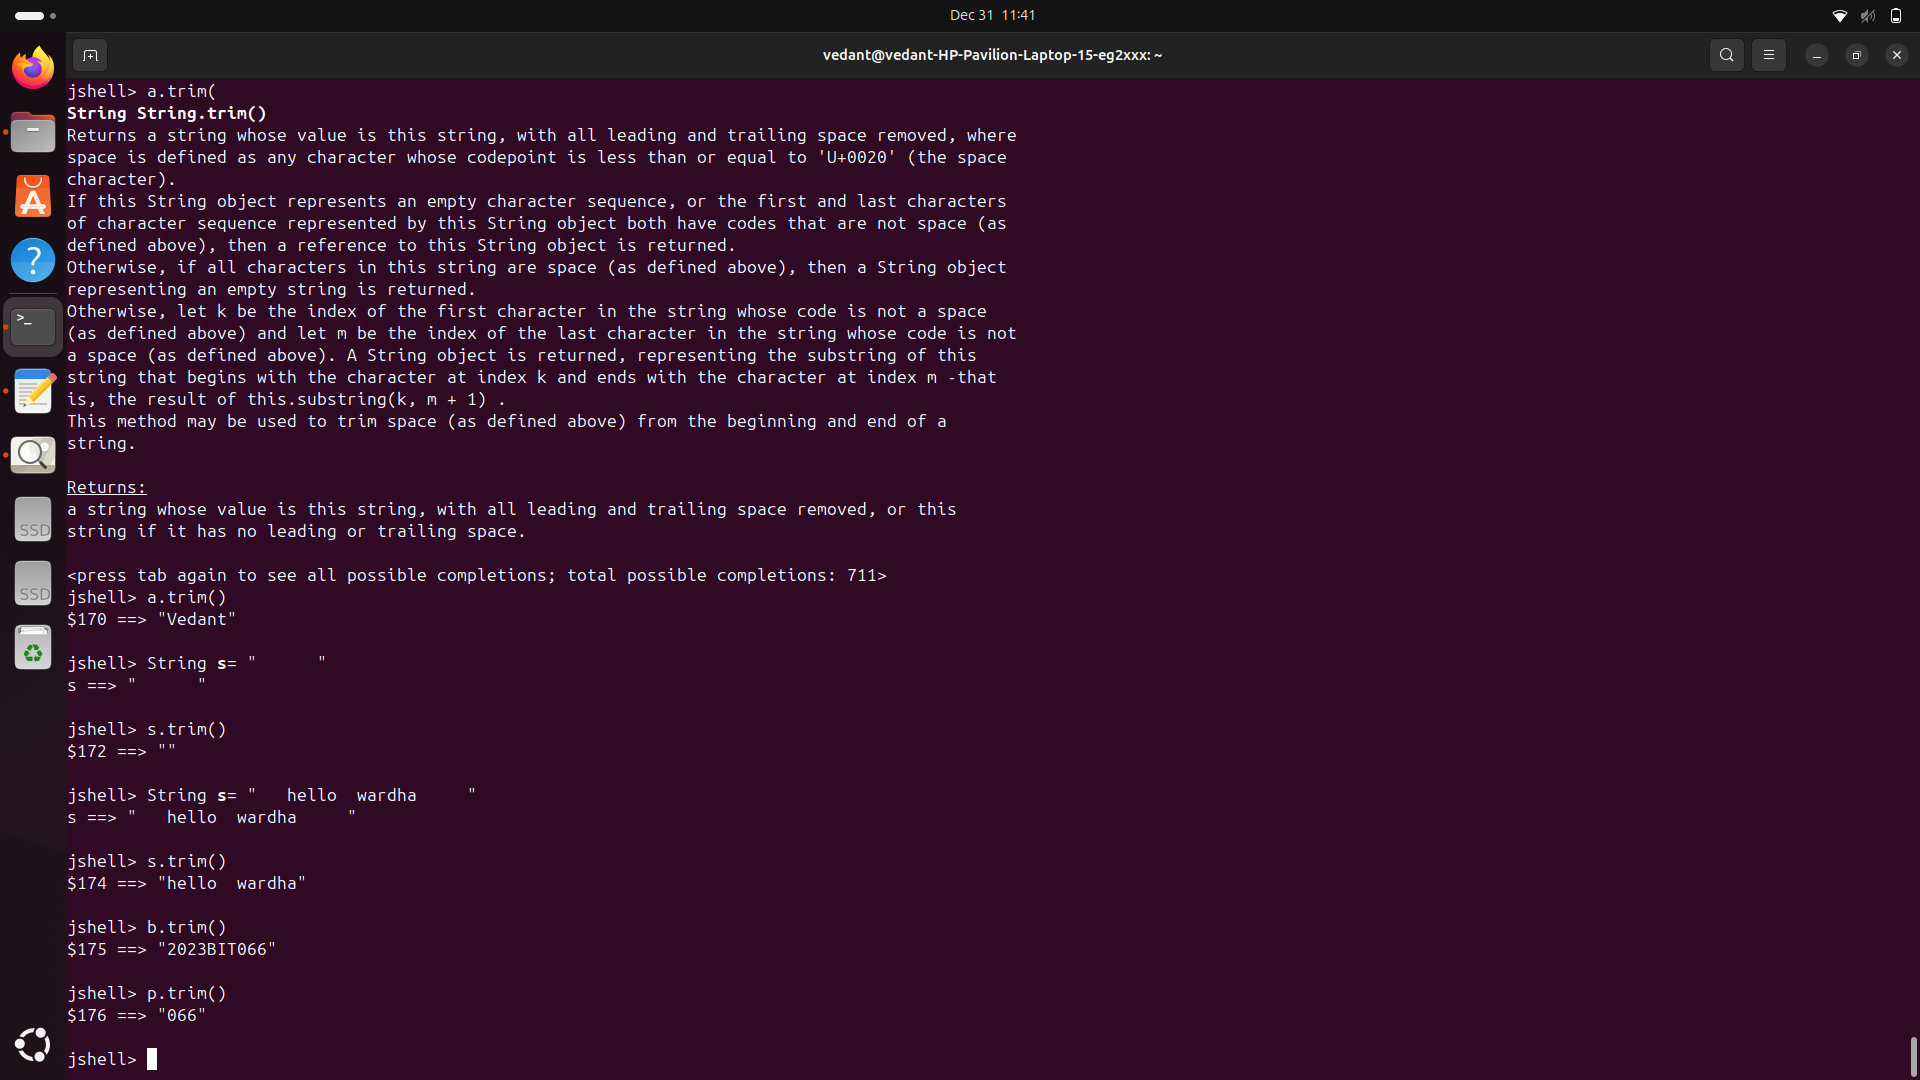 Dec 31 11:41
vedant@vedant-HP-Pavilion-Laptop-15-eg2xxx: ~
jshell> a.trim(
String String.trim()
Returns a string whose value is this string, with all leading and trailing space removed, where
space is defined as any character whose codepoint is less than or equal to 'U+0020' (the space
character).
If this String object represents an empty character sequence, or the first and last characters
of character sequence represented by this String object both have codes that are not space (as
defined above), then a reference to this String object is returned.
Otherwise, if all characters in this string are space (as defined above), then a String object
representing an empty string is returned.
Otherwise, let k be the index of the first character in the string whose code is not a space
(as defined above) and let m be the index of the last character in the string whose code is not
a space (as defined above). A String object is returned, representing the substring of this
string that begins with the character at index k and ends with the character at index m -that
is, the result of this.substring(k, m + 1) .
This method may be used to trim space (as defined above) from the beginning and end of a
string.
Returns:
a string whose value is this string, with all leading and trailing space removed, or this
string if it has no leading or trailing space.
<press tab again to see all possible completions; total possible completions: 711>
jshell> a.trim()
$170 ==> "Vedant"
jshell> String s= "      "
s ==> "      "
jshell> s.trim()
$172 ==> ""
jshell> String s= "   hello  wardha     "
s ==> "   hello  wardha     "
jshell> s.trim()
$174 ==> "hello  wardha"
jshell> b.trim()
$175 ==> "2023BIT066"
jshell> p.trim()
$176 ==> "066"
jshell>
SSD
SSD